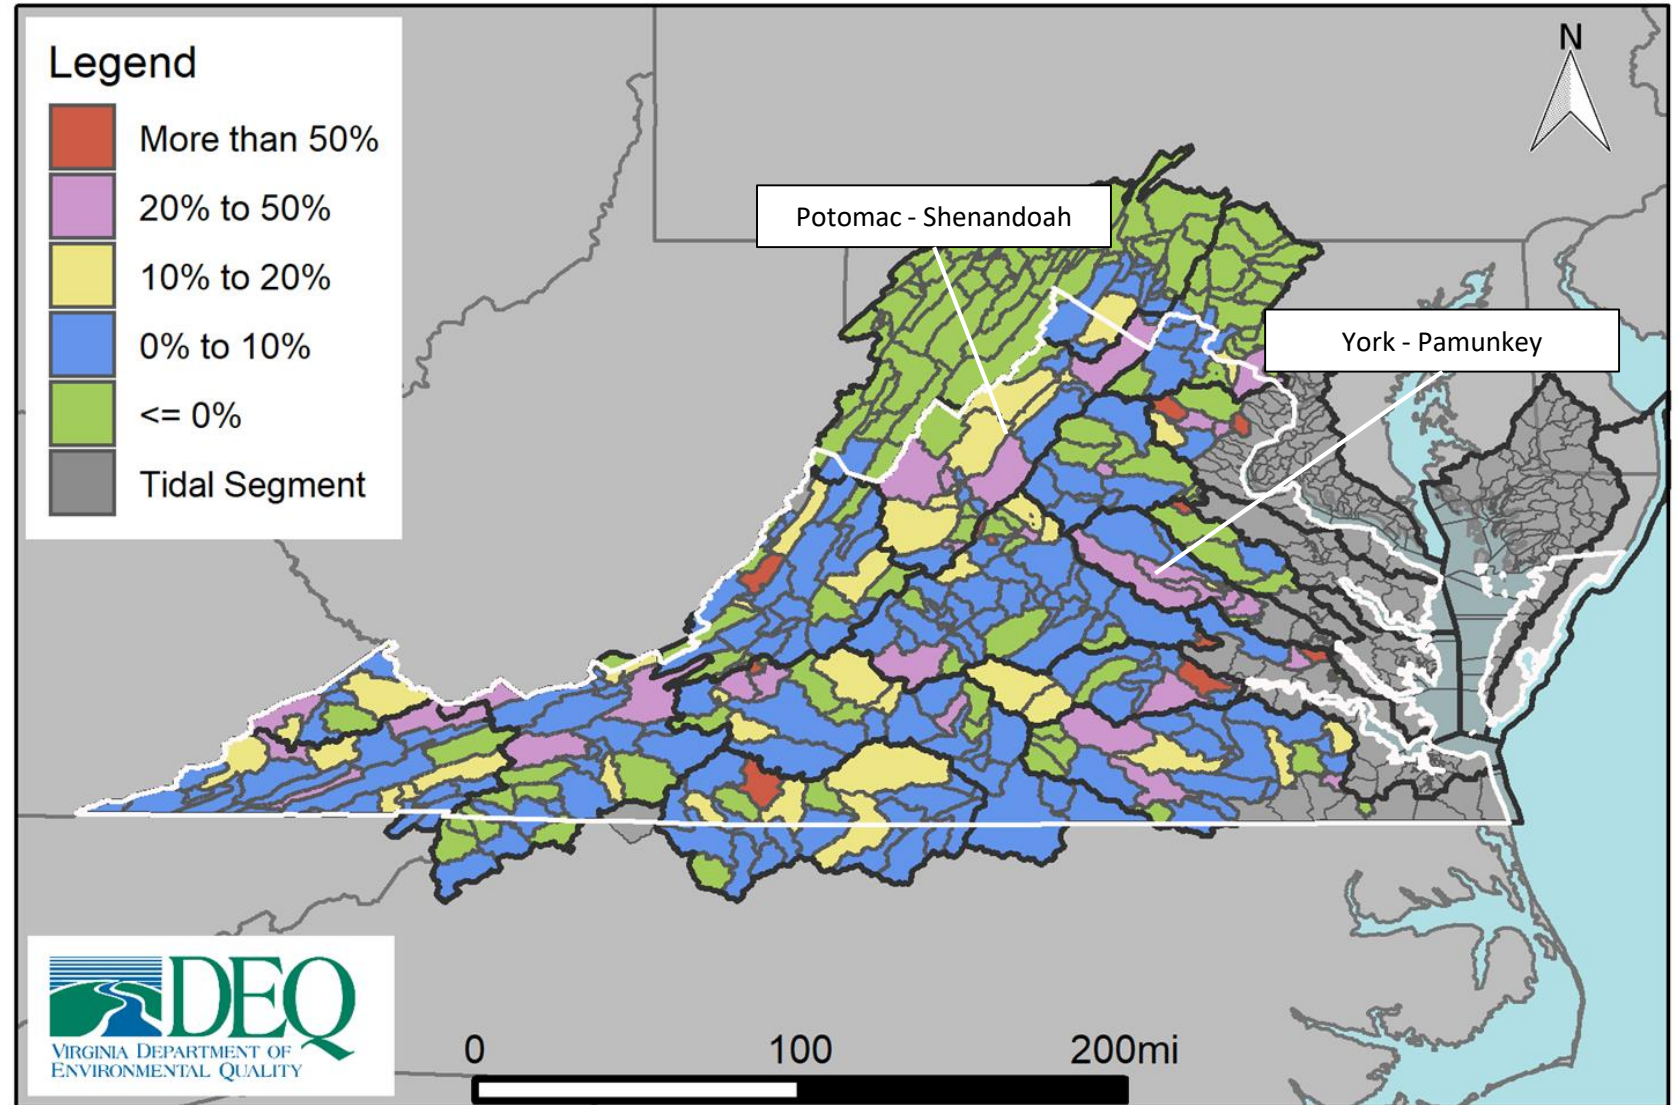 Legend
More than 50%
20% to 50%
10% to 20%
0% to 10%
<= 0%
Tidal Segment
N
Potomac - Shenandoah
York - Pamunkey
DEQ
VIRGINIA DEPARTMENT OF
ENVIRONMENTAL QUALITY
0 100 200mi